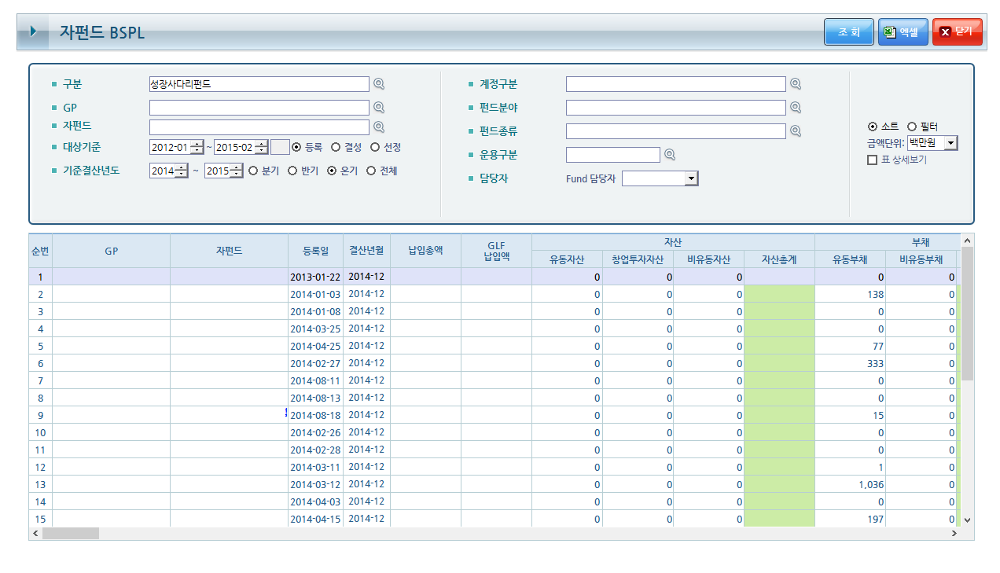 자펀드 BSPL 조 회 엑셀 닫기
구분 성장사다리펀드 계정구분
GP 펀드분야
자펀드 펀드종류
소트 필터
금액단위: 백만원
표 상세보기
대상기준 2012-01 ~ 2015-02 등록 결성 선정 운용구분
기준결산년도 2014 ~ 2015 분기 반기 온기 전체 담당자 Fund 담당자
순번 GP 자펀드 등록일 결산년월 납입총액 GLF 납입액 자산 부채
유동자산 창업투자자산 비유동자산 자산총계 유동부채 비유동부채
1 2013-01-22 2014-12 0 0 0 0 0
2 2014-01-03 2014-12 0 0 0 138 0
3 2014-01-08 2014-12 0 0 0 0 0
4 2014-03-25 2014-12 0 0 0 0 0
5 2014-04-25 2014-12 0 0 0 77 0
6 2014-02-27 2014-12 0 0 0 333 0
7 2014-08-11 2014-12 0 0 0 0 0
8 2014-08-13 2014-12 0 0 0 0 0
9 2014-08-18 2014-12 0 0 0 15 0
10 2014-02-26 2014-12 0 0 0 0 0
11 2014-02-28 2014-12 0 0 0 0 0
12 2014-03-11 2014-12 0 0 0 1 0
13 2014-03-12 2014-12 0 0 0 1,036 0
14 2014-04-03 2014-12 0 0 0 0 0
15 2014-04-15 2014-12 0 0 0 197 0